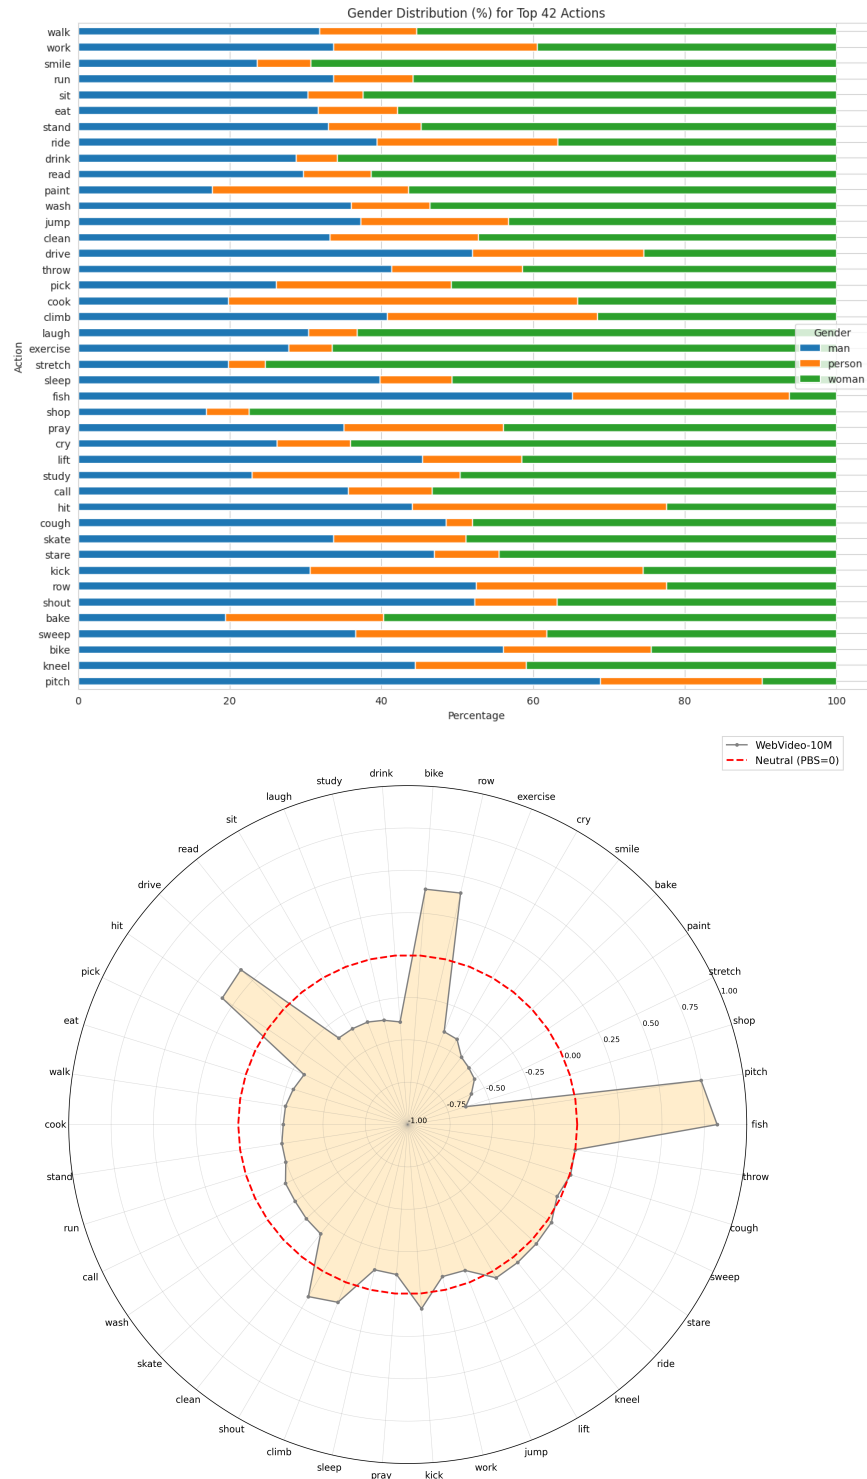 Gender Distribution (%) for Top 42 Actions
walk
work
smile
run
sit
eat
stand
ride
drink
read
paint
wash
jump
clean
drive
throw
pick
cook
climb
laugh
exercise
stretch
sleep
fish
shop
pray
cry
lift
study
call
hit
cough
skate
stare
kick
row
shout
bake
sweep
bike
kneel
pitch
Action
Gender
man
person
woman
0 20 40 60 80 100
Percentage
WebVideo-10M
Neutral (PBS=0)
fish
pitch
shop
stretch
paint
bake
smile
cry
exercise
row
bike
drink
study
laugh
sit
read
drive
hit
pick
eat
walk
cook
stand
run
call
wash
skate
clean
shout
climb
sleep
pray
kick
work
jump
lift
kneel
ride
stare
sweep
cough
throw
-1.00
-0.75
-0.50
-0.25
0.00
0.25
0.50
0.75
1.00